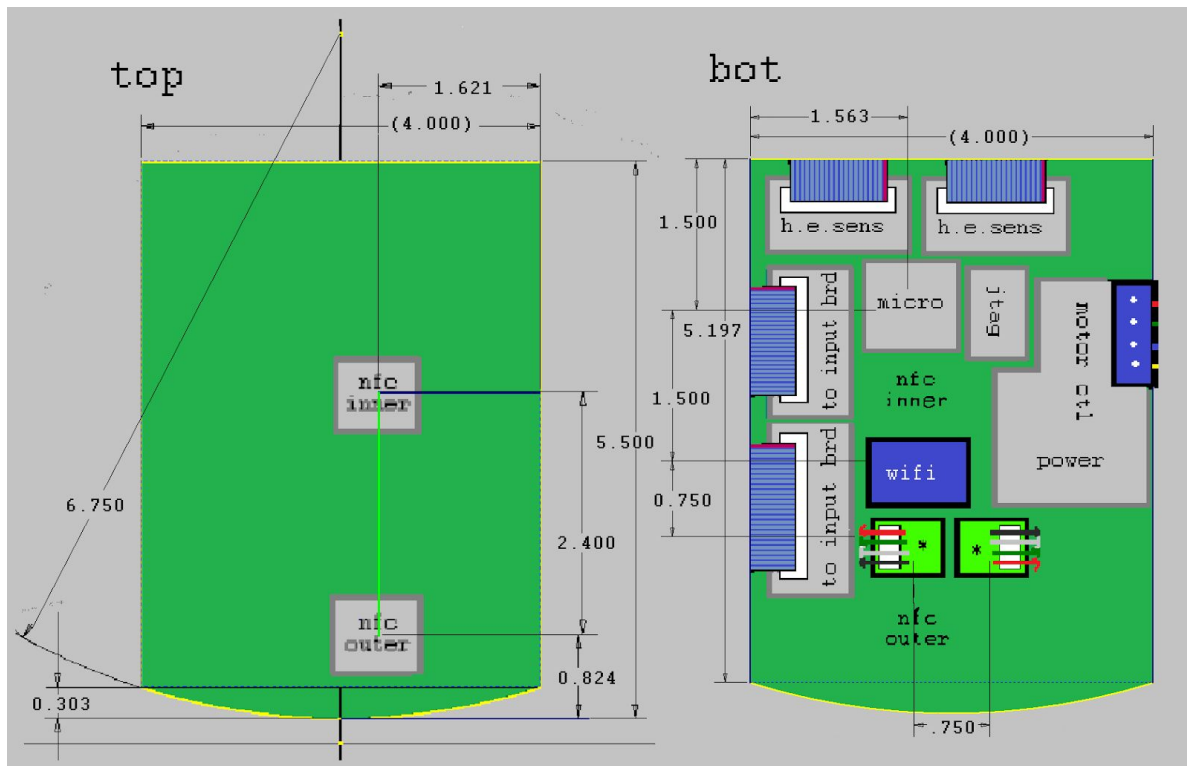 top
1.621
(4.000)
nfc
inner
5.500
6.750
2.400
nfc
outer
0.824
0.303
bot
1.563
(4.000)
1.500
h.e.sens
h.e.sens
to input brd
micro
jtag
motor ctl
5.197
nfc
inner
1.500
to input brd
wifi
power
0.750
*
*
nfc
outer
.750